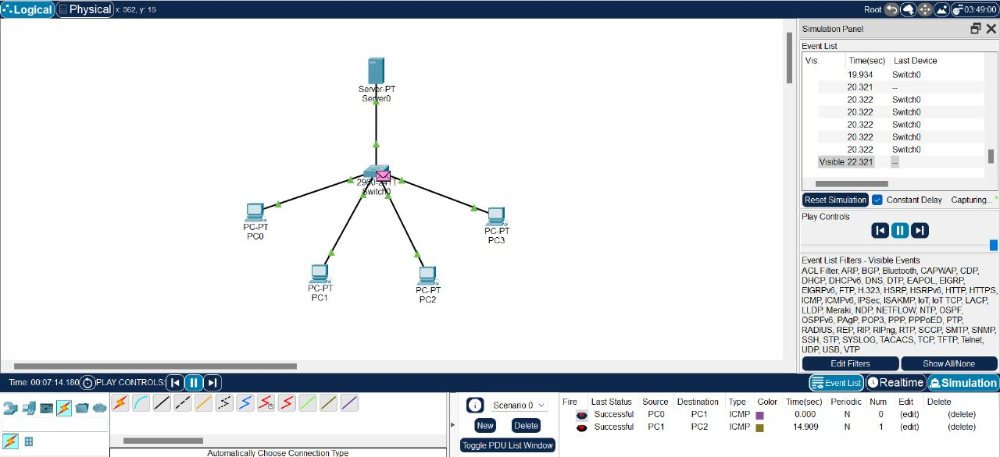 Logical Physical x: 362, y: 15 Root 03:49:00
Server-PT
Server0
Switch0
PC-PT
PC0
PC-PT
PC3
PC-PT
PC1
PC-PT
PC2
Simulation Panel
Event List
Vis. Time(sec) Last Device
19.934 Switch0
20.321 --
20.322 Switch0
20.322 Switch0
20.322 Switch0
20.322 Switch0
20.322 Switch0
Visible 22.321 --
Reset Simulation Constant Delay Capturing...
Play Controls
Event List Filters - Visible Events
ACL Filter, ARP, BGP, Bluetooth, CAPWAP, CDP,
DHCP, DHCPv6, DNS, DTP, EAPOL, EIGRP,
EIGRPv6, FTP, H.323, HSRP, HSRPv6, HTTP, HTTPS,
ICMP, ICMPv6, IPSec, ISAKMP, IoT, IoT TCP, LACP,
LLDP, Meraki, NDP, NETFLOW, NTP, OSPF,
OSPFv6, PAgP, POP3, PPP, PPPoED, PTP,
RADIUS, REP, RIP, RIPng, RTP, SCCP, SMTP, SNMP,
SSH, STP, SYSLOG, TACACS, TCP, TFTP, Telnet,
UDP, USB, VTP
Edit Filters Show All/None
Time: 00:07:14.180 PLAY CONTROLS: Event List Realtime Simulation
Automatically Choose Connection Type
Scenario 0
New Delete
Toggle PDU List Window
Fire Last Status Source Destination Type Color Time(sec) Periodic Num Edit Delete
Successful PC0 PC1 ICMP 0.000 N 0 (edit) (delete)
Successful PC1 PC2 ICMP 14.909 N 1 (edit) (delete)